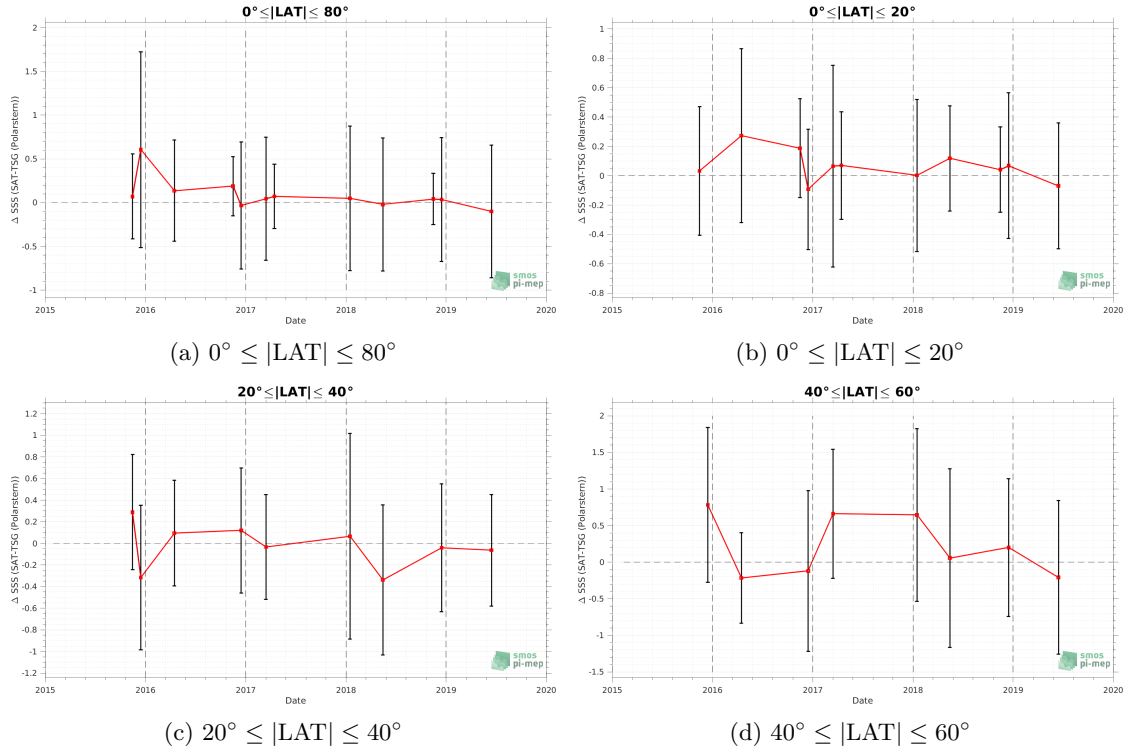 0°≤|LAT|≤ 80°
2
1.5
1
0.5
0
-0.5
-1
Δ SSS (SAT-TSG (Polarstern))
2015 2016 2017 2018 2019 2020
Date
smos
pi-mep
(a) 0° ≤ |LAT| ≤ 80°
0°≤|LAT|≤ 20°
1
0.8
0.6
0.4
0.2
0
-0.2
-0.4
-0.6
-0.8
Δ SSS (SAT-TSG (Polarstern))
2015 2016 2017 2018 2019 2020
Date
smos
pi-mep
(b) 0° ≤ |LAT| ≤ 20°
20°≤|LAT|≤ 40°
1.2
1
0.8
0.6
0.4
0.2
0
-0.2
-0.4
-0.6
-0.8
-1
-1.2
Δ SSS (SAT-TSG (Polarstern))
2015 2016 2017 2018 2019 2020
Date
smos
pi-mep
(c) 20° ≤ |LAT| ≤ 40°
40°≤|LAT|≤ 60°
2
1.5
1
0.5
0
-0.5
-1
-1.5
Δ SSS (SAT-TSG (Polarstern))
2015 2016 2017 2018 2019 2020
Date
smos
pi-mep
(d) 40° ≤ |LAT| ≤ 60°